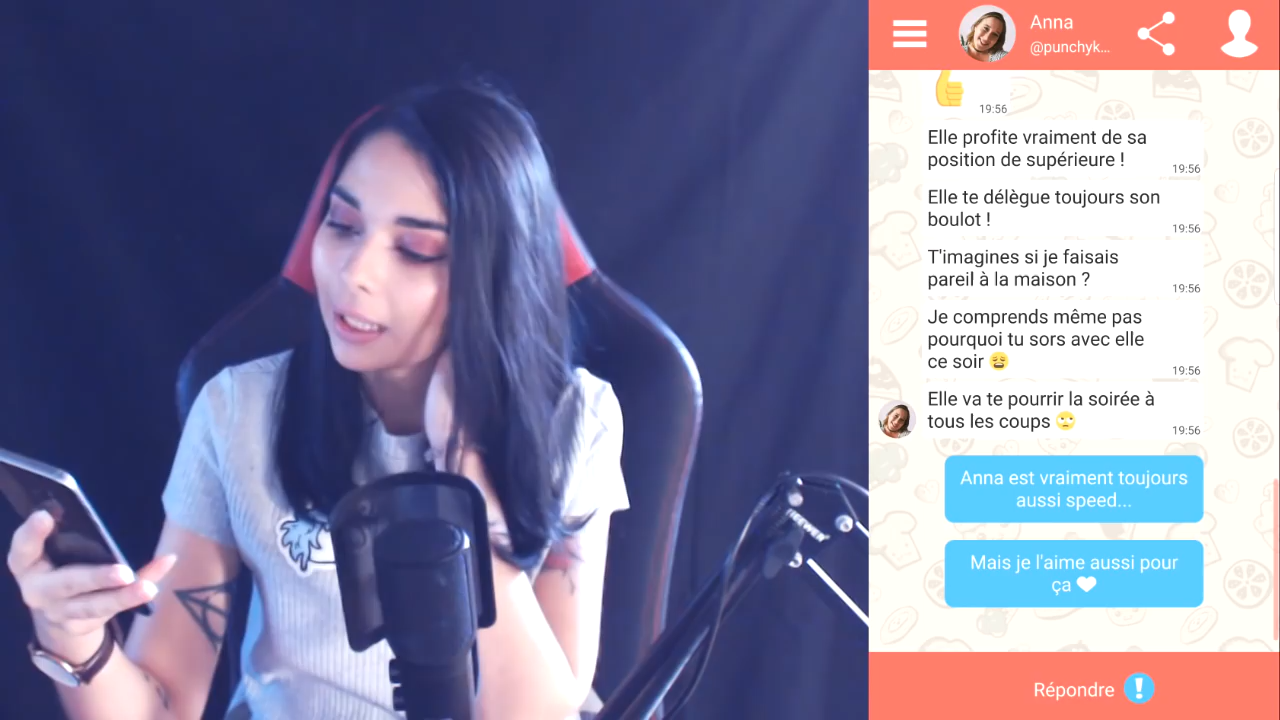 Anna
@punchyk...
19:56
Elle profite vraiment de sa
position de supérieure !
19:56
Elle te délègue toujours son
boulot !
19:56
T'imagines si je faisais
pareil à la maison ?
19:56
Je comprends même pas
pourquoi tu sors avec elle
ce soir 😩
19:56
Elle va te pourrir la soirée à
tous les coups 🙄
19:56
Anna est vraiment toujours
aussi speed...
Mais je l'aime aussi pour
ça ❤
Répondre